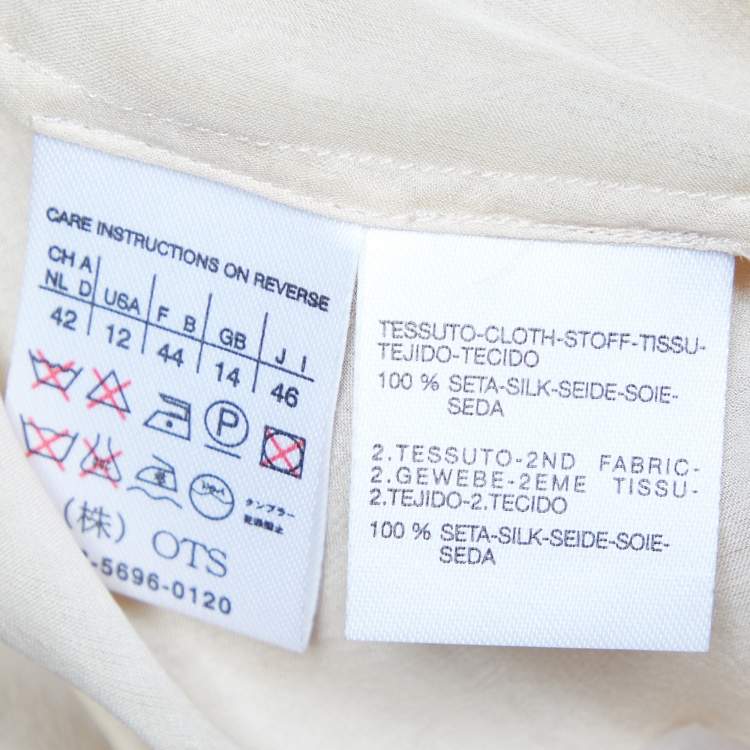 CARE INSTRUCTIONS ON REVERSE
CH A
NL D USA F B GB J I
42 12 44 14 46
P
タンブラー
乾燥禁止
(株) OTS
-5696-0120
TESSUTO-CLOTH-STOFF-TISSU-
TEJIDO-TECIDO
100 % SETA-SILK-SEIDE-SOIE-
SEDA
2.TESSUTO-2ND FABRIC-
2.GEWEBE-2EME TISSU-
2.TEJIDO-2.TECIDO
100 % SETA-SILK-SEIDE-SOIE-
SEDA